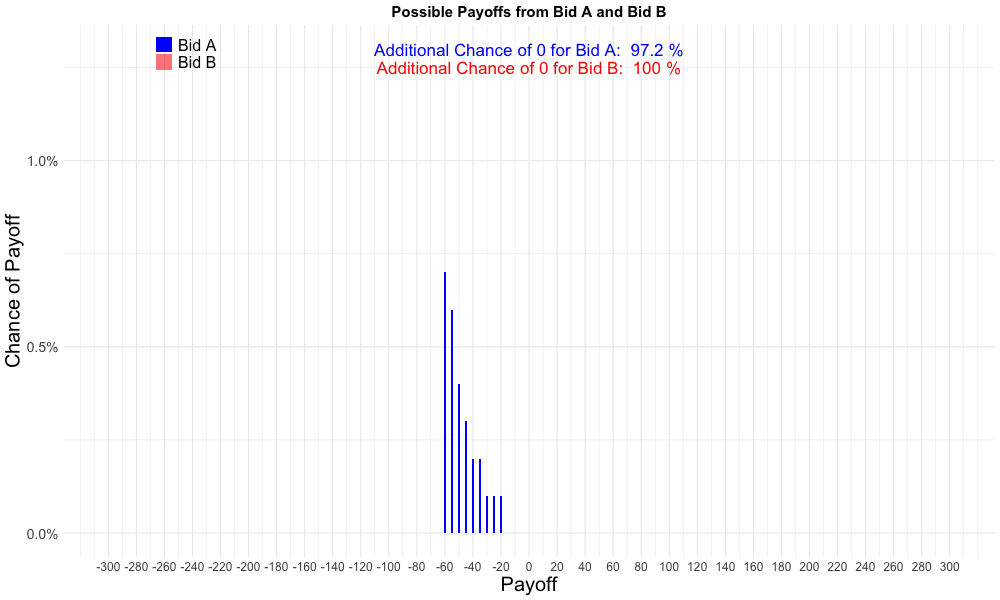 Possible Payoffs from Bid A and Bid B
Bid A
Bid B
Additional Chance of 0 for Bid A:  97.2 %
Additional Chance of 0 for Bid B:  100 %
Chance of Payoff
1.0%
0.5%
0.0%
-300 -280 -260 -240 -220 -200 -180 -160 -140 -120 -100 -80 -60 -40 -20 0 20 40 60 80 100 120 140 160 180 200 220 240 260 280 300
Payoff